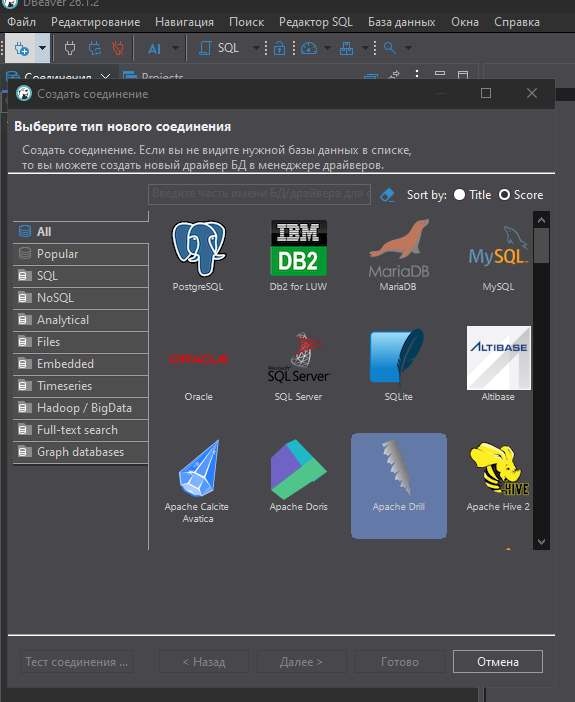 DBeaver 26.1.2
Файл Редактирование Навигация Поиск Редактор SQL База данных Окна Справка
AI SQL
Соединения Projects
Создать соединение
Выберите тип нового соединения
Создать соединение. Если вы не видите нужной базы данных в списке,
то вы можете создать новый драйвер БД в менеджере драйверов.
Введите часть имени БД/драйвера для
Sort by: Title Score
All
Popular
SQL
NoSQL
Analytical
Files
Embedded
Timeseries
Hadoop / BigData
Full-text search
Graph databases
PostgreSQL
IBM
DB2
Db2 for LUW
MariaDB
MariaDB
MySQL
MySQL
ORACLE
Oracle
Microsoft
SQL Server
SQL Server
SQLite
ALTIBASE
Altibase
Apache Calcite
Avatica
Apache Doris
Apache Drill
HIVE
Apache Hive 2
Тест соединения ... < Назад Далее > Готово Отмена